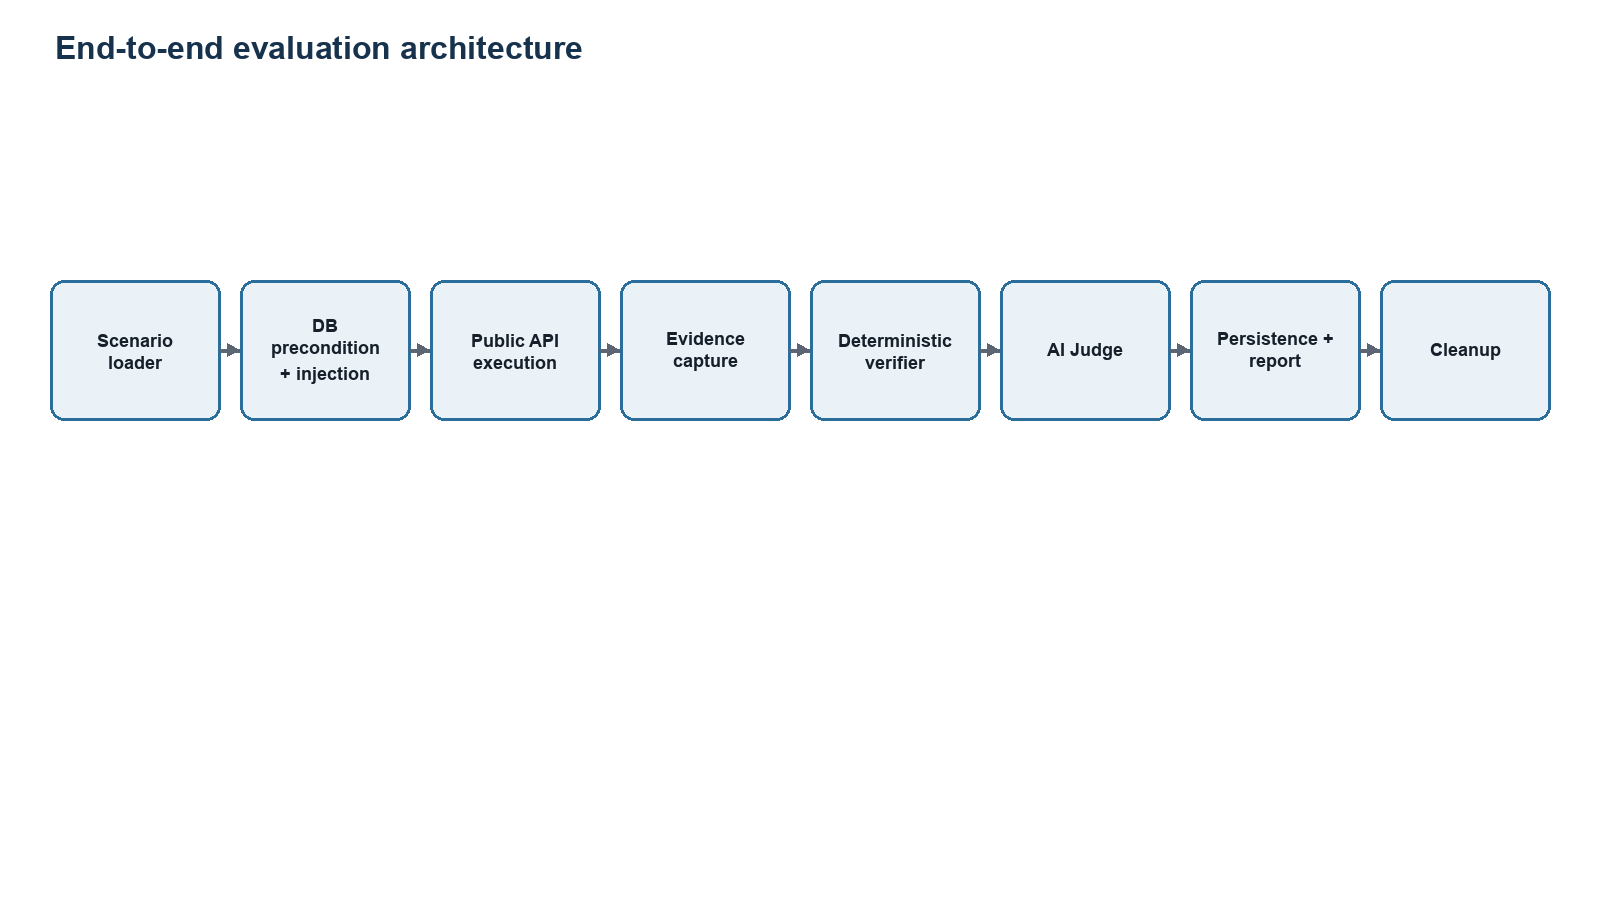 End-to-end evaluation architecture
Scenario
loader
DB
precondition
+ injection
Public API
execution
Evidence
capture
Deterministic
verifier
AI Judge
Persistence +
report
Cleanup